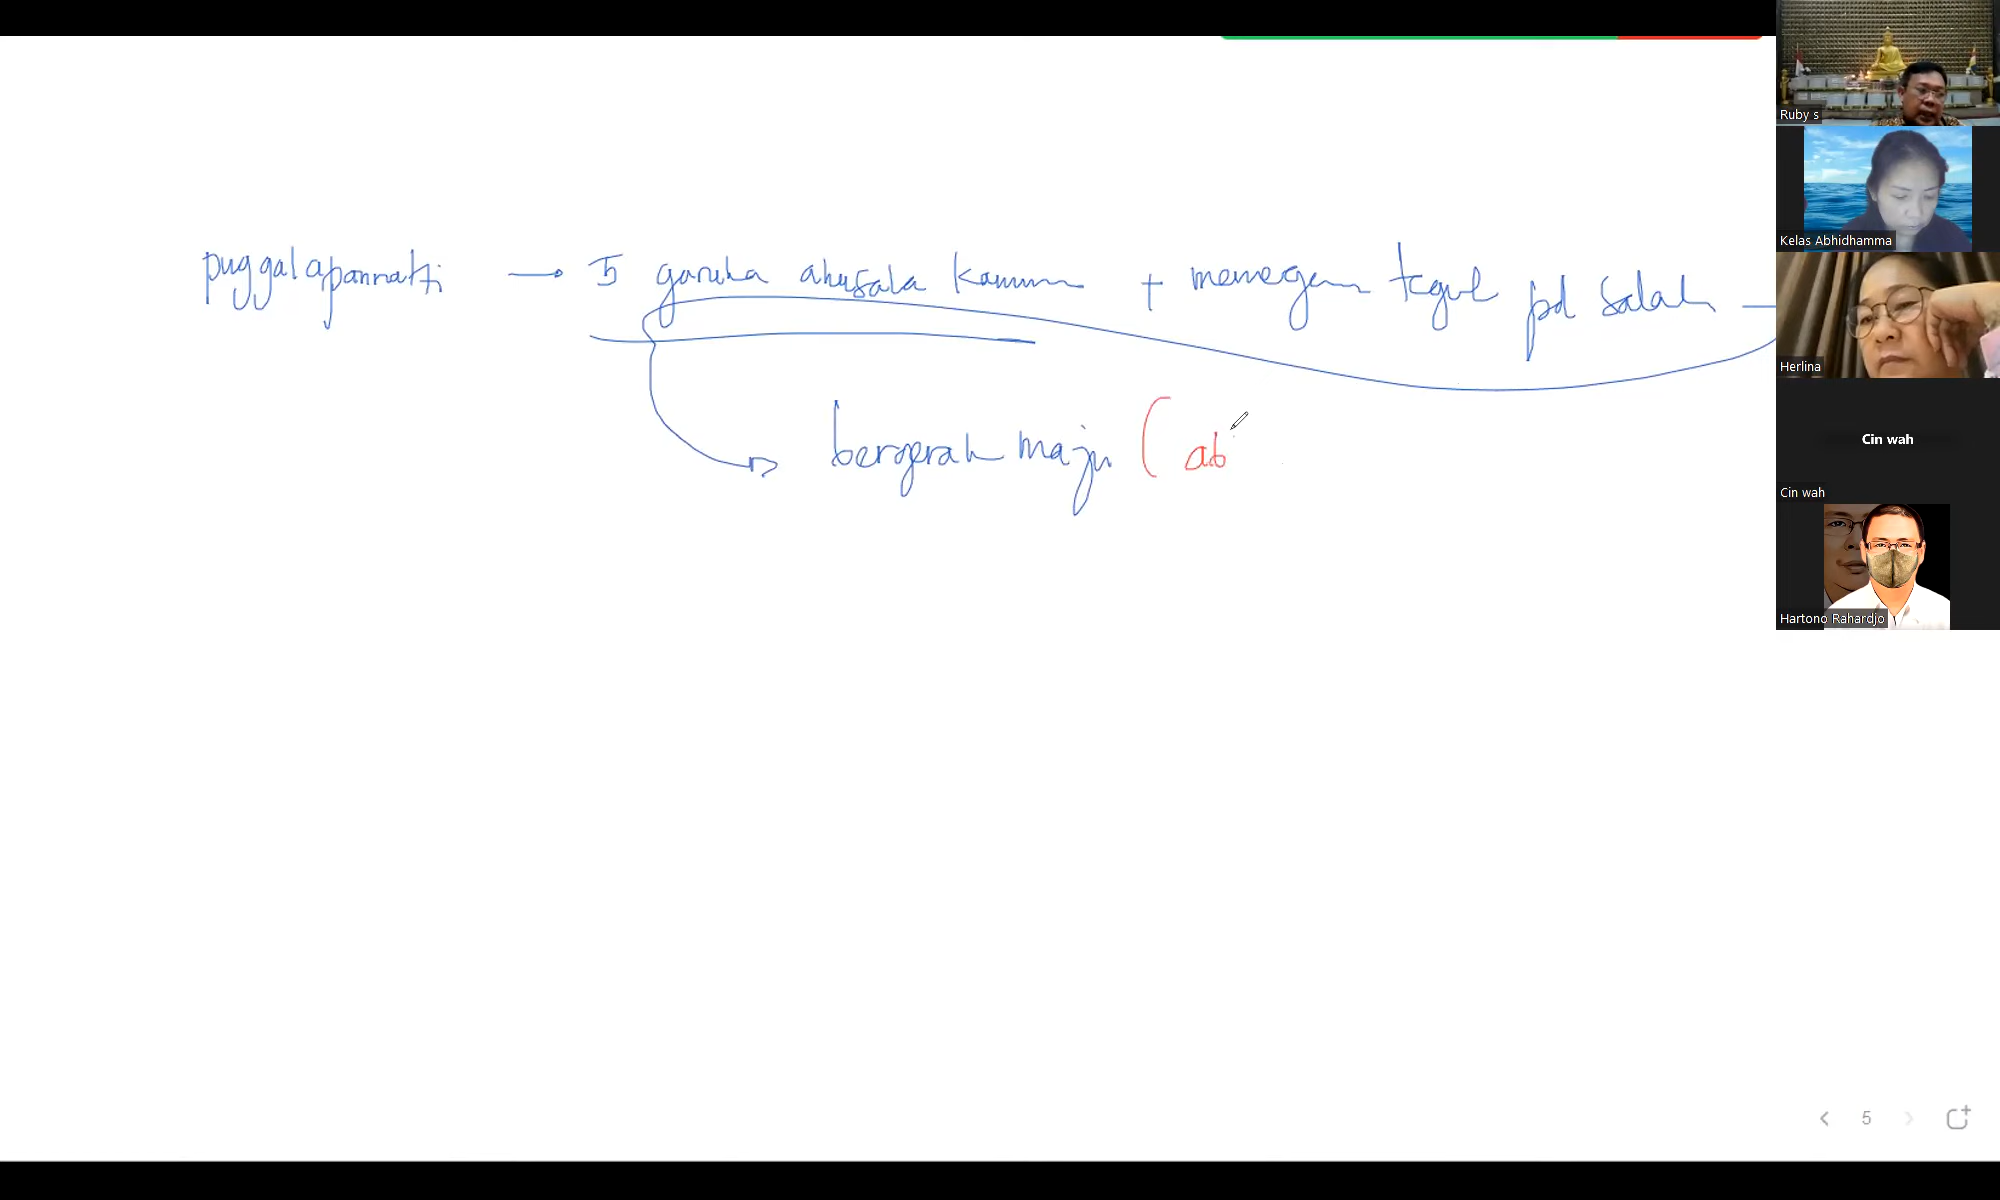 puggalapannatti → 5 garuka akusala kamma + memegang teguh pd salah —
bergerak maju ( ab
Ruby s
Kelas Abhidhamma
Herlina
Cin wah
Cin wah
Hartono Rahardjo
5